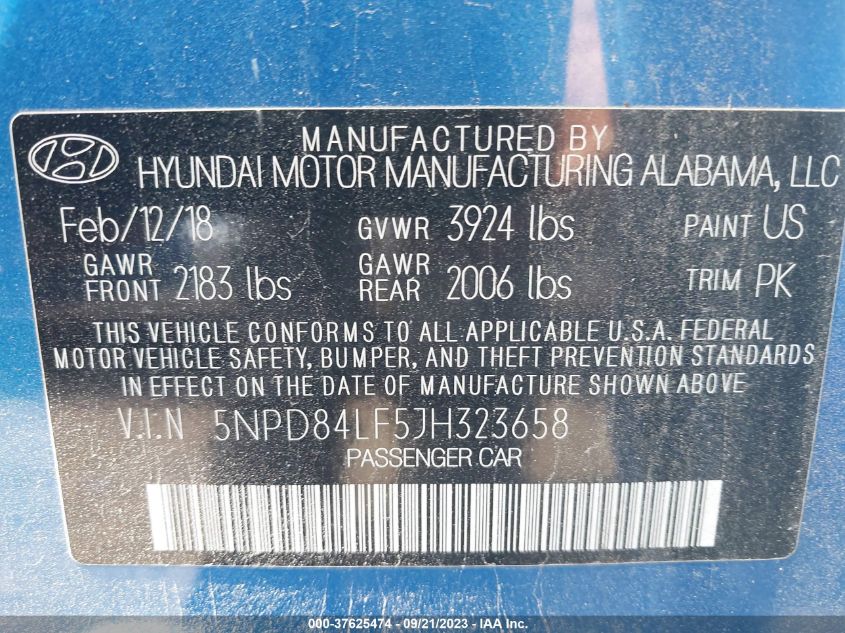 MANUFACTURED BY
HYUNDAI MOTOR MANUFACTURING ALABAMA, LLC
Feb/12/18 GVWR 3924 lbs PAINT US
GAWR FRONT 2183 lbs GAWR REAR 2006 lbs TRIM PK
THIS VEHICLE CONFORMS TO ALL APPLICABLE U.S.A. FEDERAL
MOTOR VEHICLE SAFETY, BUMPER, AND THEFT PREVENTION STANDARDS
IN EFFECT ON THE DATE OF MANUFACTURE SHOWN ABOVE
V.I.N 5NPD84LF5JH323658
PASSENGER CAR
000-37625474 - 09/21/2023 - IAA Inc.